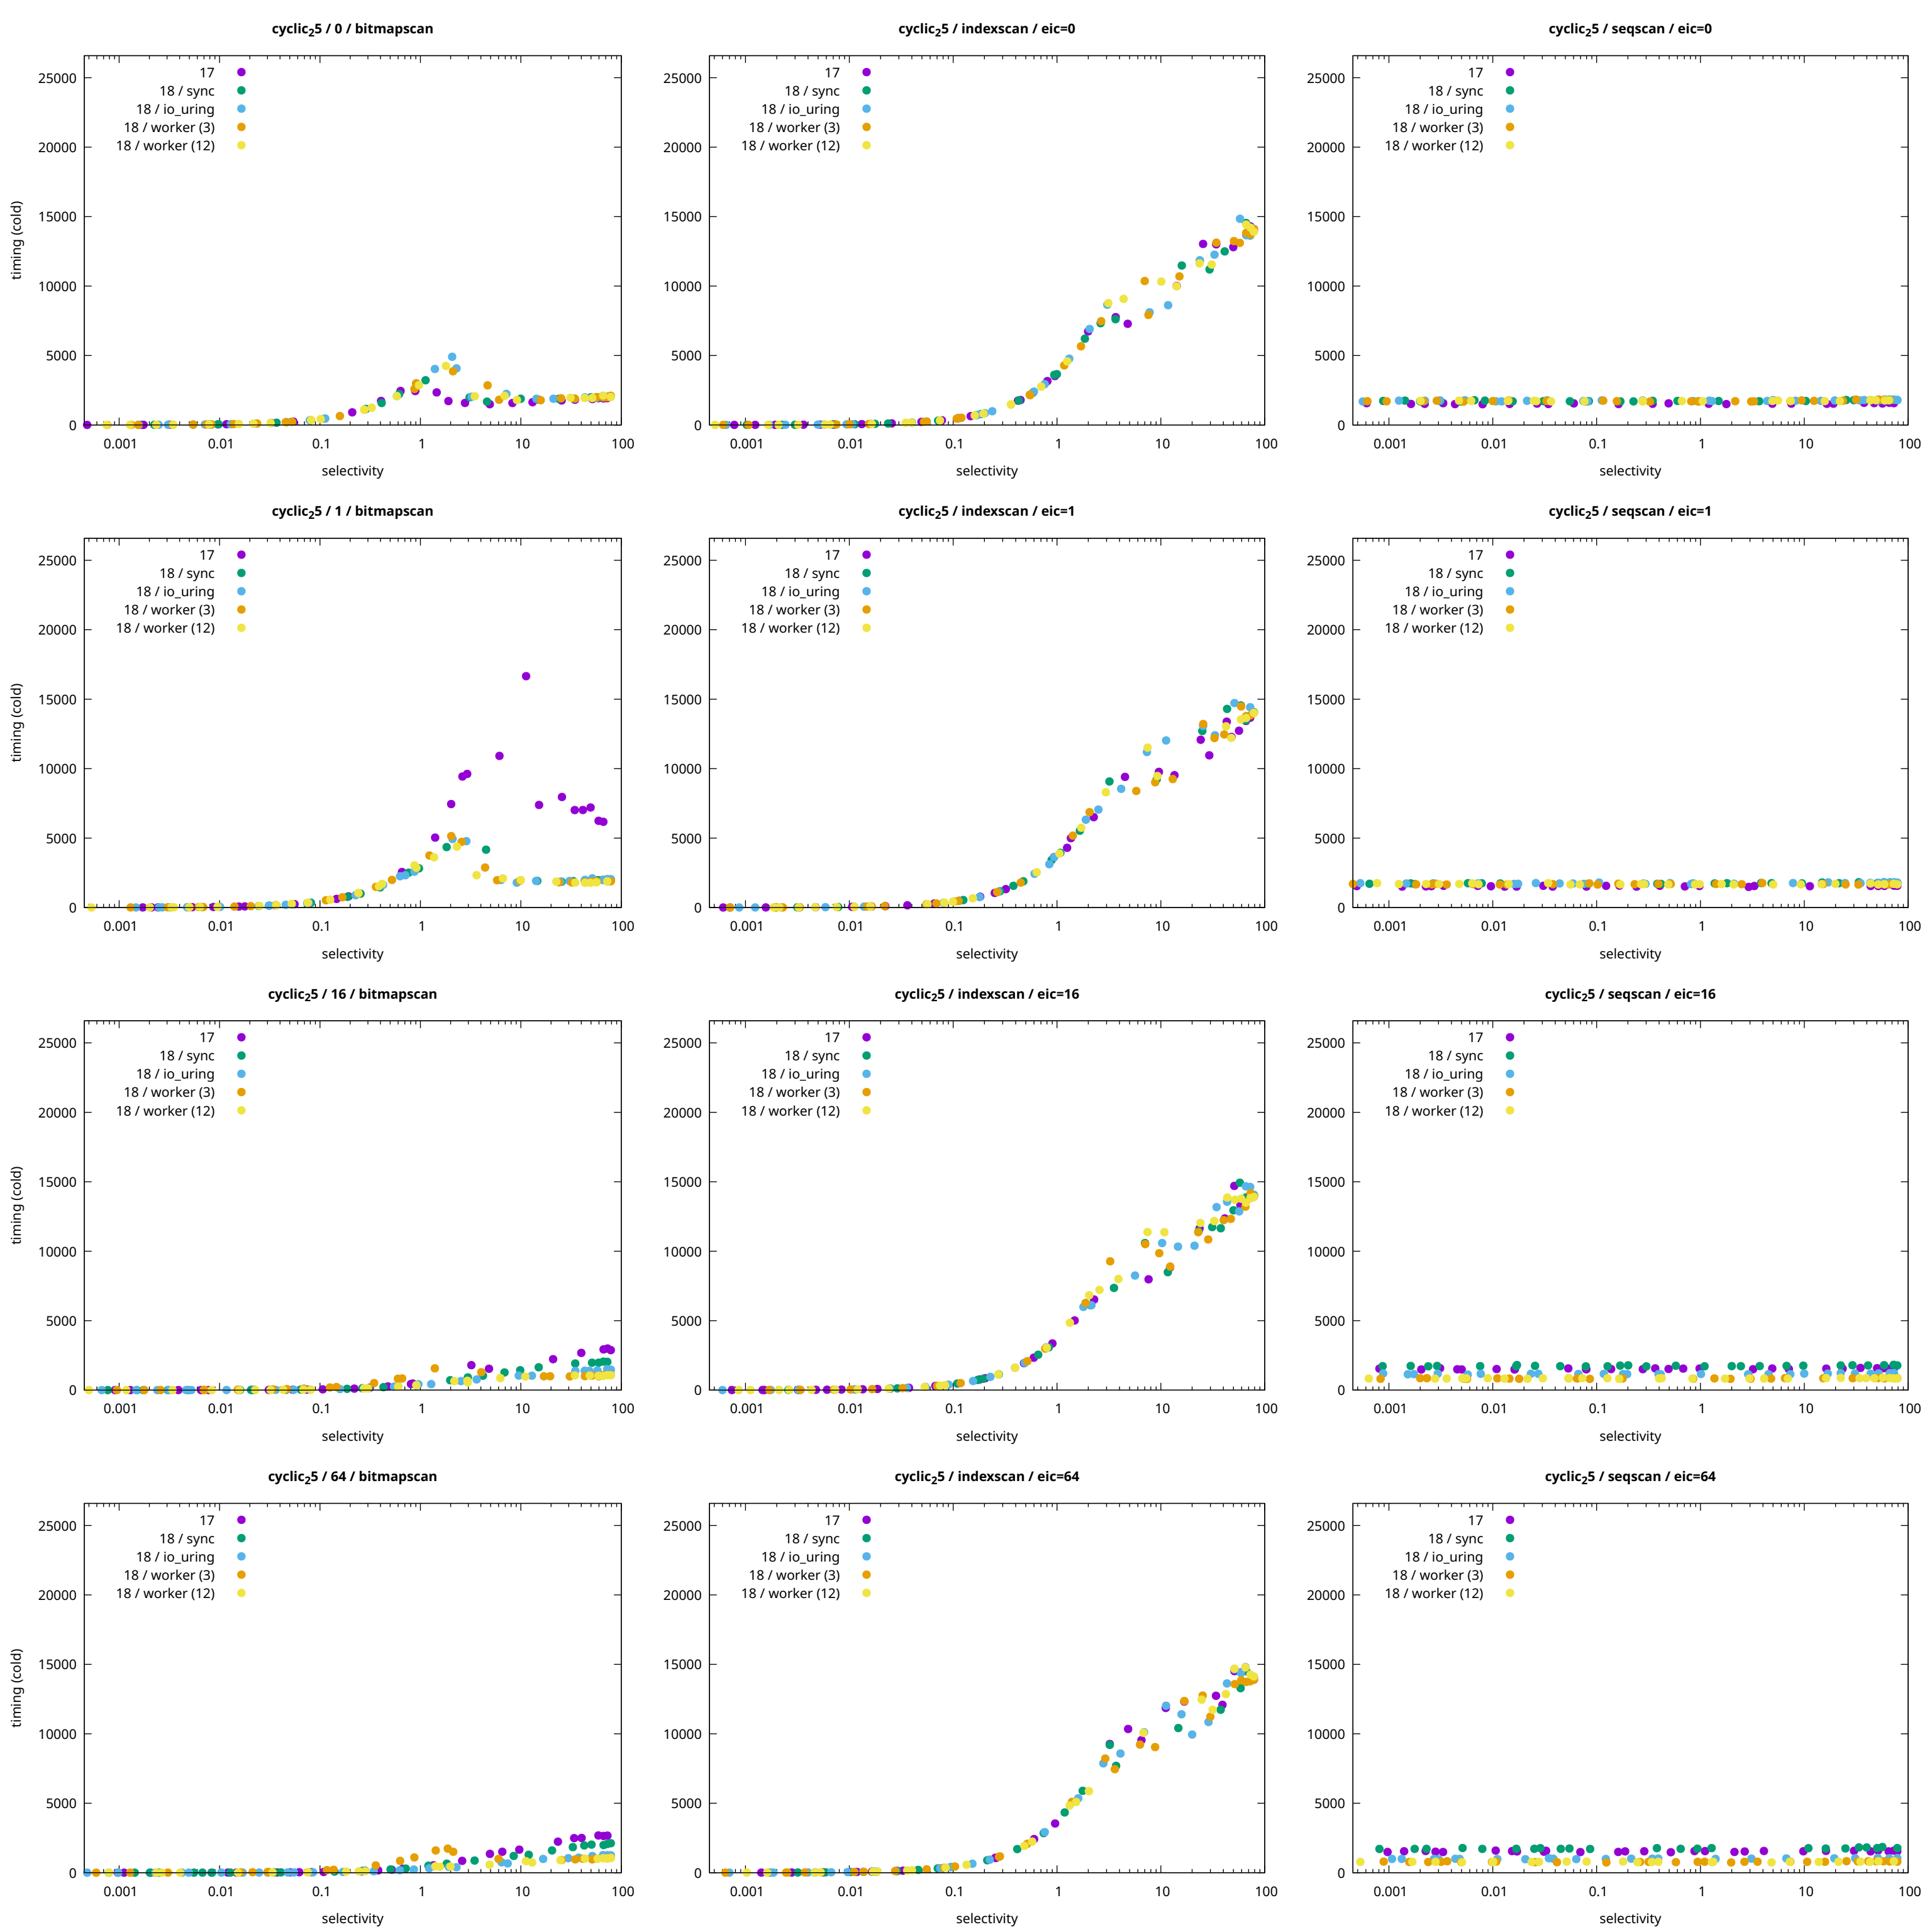 cyclic₂5 / 0 / bitmapscan
25000
20000
15000
10000
5000
0
0.001 0.01 0.1 1 10 100
timing (cold)
selectivity
17
18 / sync
18 / io_uring
18 / worker (3)
18 / worker (12)
cyclic₂5 / indexscan / eic=0
25000
20000
15000
10000
5000
0
0.001 0.01 0.1 1 10 100
selectivity
17
18 / sync
18 / io_uring
18 / worker (3)
18 / worker (12)
cyclic₂5 / seqscan / eic=0
25000
20000
15000
10000
5000
0
0.001 0.01 0.1 1 10 100
selectivity
17
18 / sync
18 / io_uring
18 / worker (3)
18 / worker (12)
cyclic₂5 / 1 / bitmapscan
25000
20000
15000
10000
5000
0
0.001 0.01 0.1 1 10 100
timing (cold)
selectivity
17
18 / sync
18 / io_uring
18 / worker (3)
18 / worker (12)
cyclic₂5 / indexscan / eic=1
25000
20000
15000
10000
5000
0
0.001 0.01 0.1 1 10 100
selectivity
17
18 / sync
18 / io_uring
18 / worker (3)
18 / worker (12)
cyclic₂5 / seqscan / eic=1
25000
20000
15000
10000
5000
0
0.001 0.01 0.1 1 10 100
selectivity
17
18 / sync
18 / io_uring
18 / worker (3)
18 / worker (12)
cyclic₂5 / 16 / bitmapscan
25000
20000
15000
10000
5000
0
0.001 0.01 0.1 1 10 100
timing (cold)
selectivity
17
18 / sync
18 / io_uring
18 / worker (3)
18 / worker (12)
cyclic₂5 / indexscan / eic=16
25000
20000
15000
10000
5000
0
0.001 0.01 0.1 1 10 100
selectivity
17
18 / sync
18 / io_uring
18 / worker (3)
18 / worker (12)
cyclic₂5 / seqscan / eic=16
25000
20000
15000
10000
5000
0
0.001 0.01 0.1 1 10 100
selectivity
17
18 / sync
18 / io_uring
18 / worker (3)
18 / worker (12)
cyclic₂5 / 64 / bitmapscan
25000
20000
15000
10000
5000
0
0.001 0.01 0.1 1 10 100
timing (cold)
selectivity
17
18 / sync
18 / io_uring
18 / worker (3)
18 / worker (12)
cyclic₂5 / indexscan / eic=64
25000
20000
15000
10000
5000
0
0.001 0.01 0.1 1 10 100
selectivity
17
18 / sync
18 / io_uring
18 / worker (3)
18 / worker (12)
cyclic₂5 / seqscan / eic=64
25000
20000
15000
10000
5000
0
0.001 0.01 0.1 1 10 100
selectivity
17
18 / sync
18 / io_uring
18 / worker (3)
18 / worker (12)